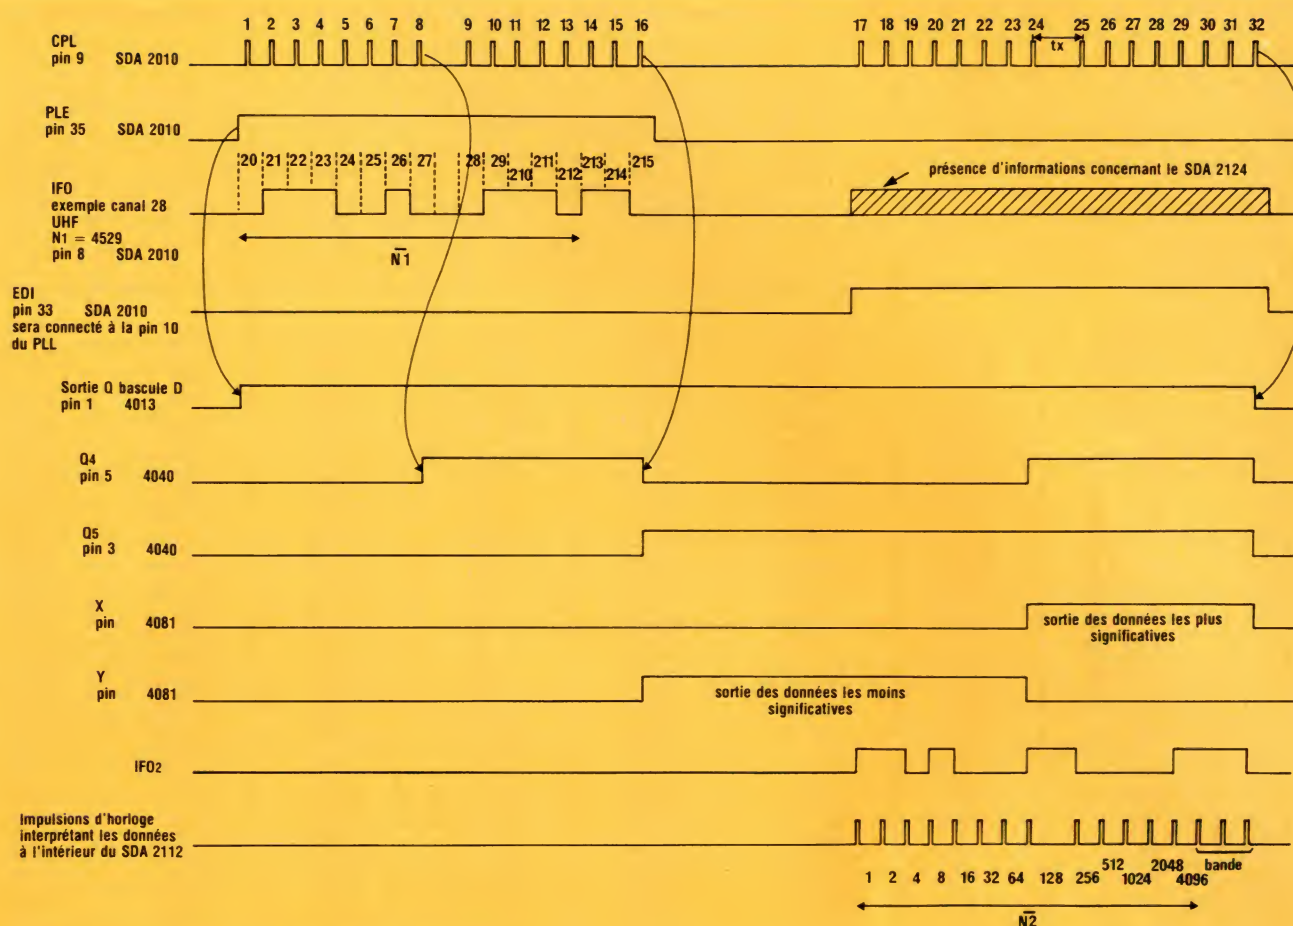 1 2 3 4 5 6 7 8 9 10 11 12 13 14 15 16 17 18 19 20 21 22 23 24 25 26 27 28 29 30 31 32
CPL
pin 9 SDA 2010
tx
PLE
pin 35 SDA 2010
20 21 22 23 24 25 26 27 28 29 210 211 212 213 214 215
IFO
exemple canal 28
UHF
N1 = 4529
pin 8 SDA 2010
N1
présence d'informations concernant le SDA 2124
EDI
pin 33 SDA 2010
sera connecté à la pin 10
du PLL
Sortie Q bascule D
pin 1 4013
Q4
pin 5 4040
Q5
pin 3 4040
X
pin 4081
sortie des données les plus
significatives
Y
pin 4081
sortie des données les moins
significatives
IFO2
Impulsions d'horloge
interprétant les données
à l'intérieur du SDA 2112
1 2 4 8 16 32 64 128 256 512 1024 2048 4096 bande
N2